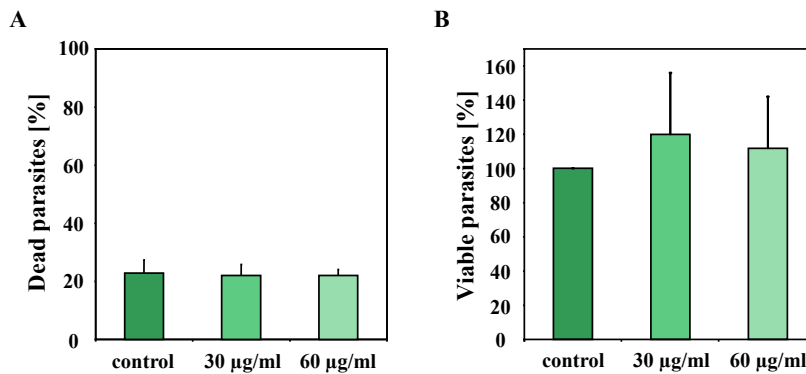 A
Dead parasites [%]
100
80
60
40
20
0
control 30 µg/ml 60 µg/ml
B
Viable parasites [%]
160
140
120
100
80
60
40
20
0
control 30 µg/ml 60 µg/ml